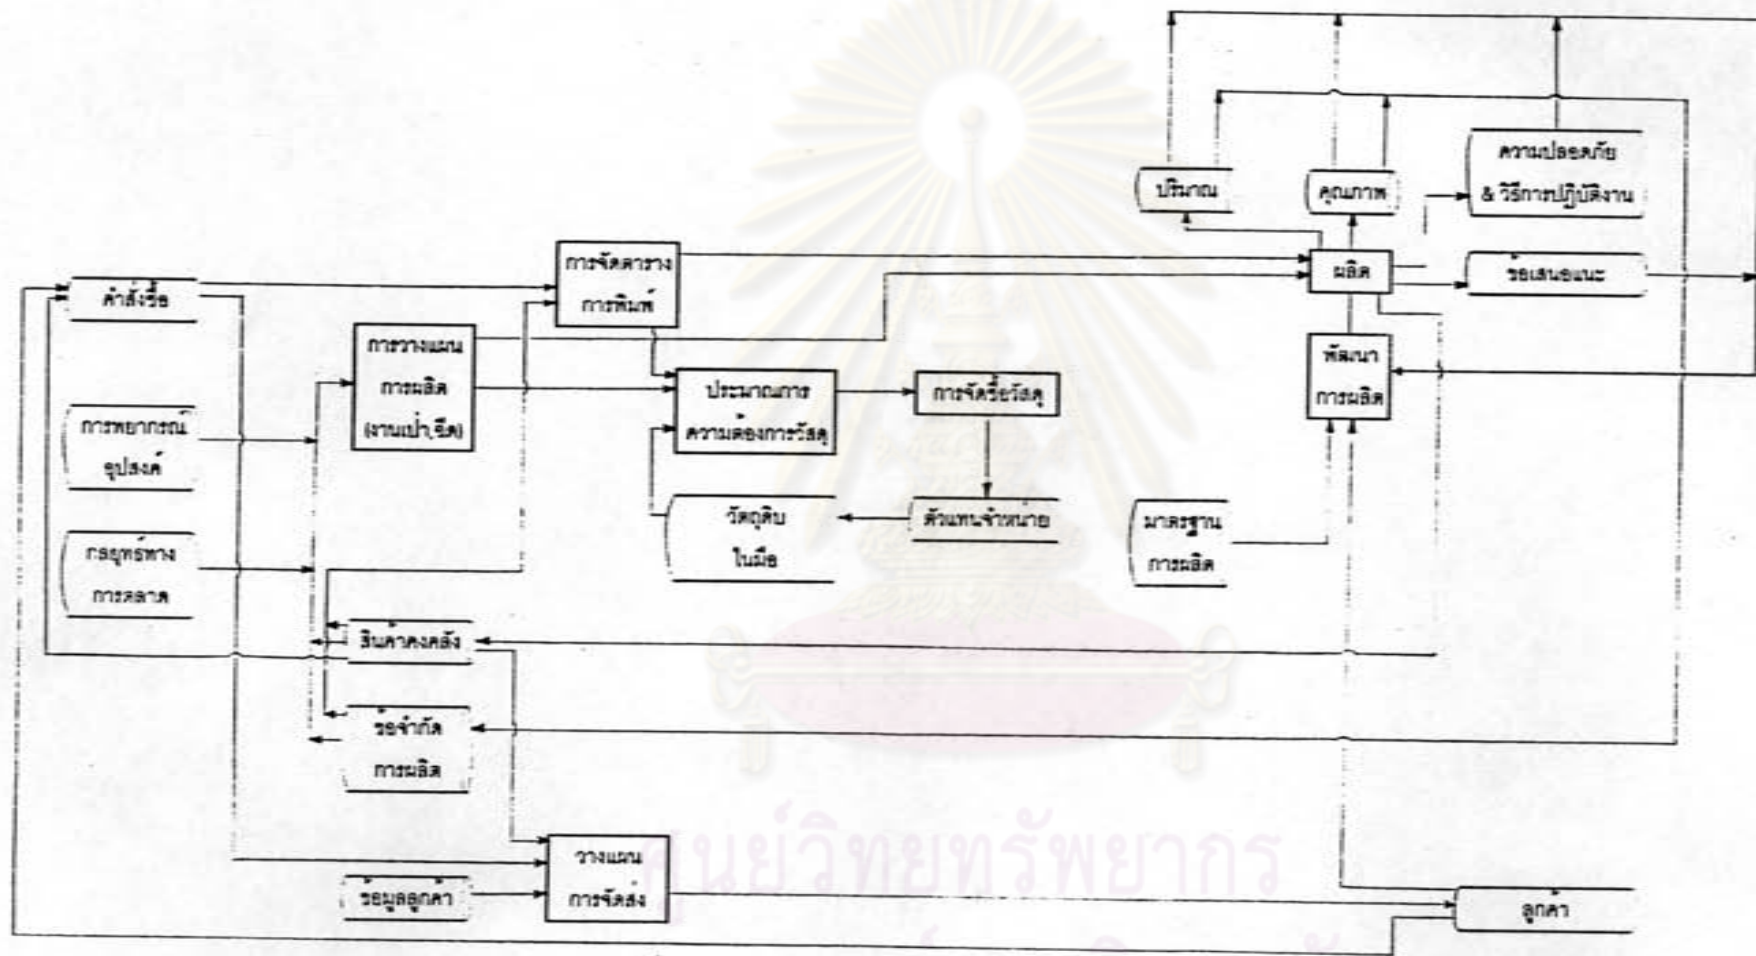 ความปลอดภัย
& วิธีการปฏิบัติงาน
ปริมาณ
คุณภาพ
การจัดตาราง
การพิมพ์
ผลิต
ข้อเสนอแนะ
คำสั่งซื้อ
การวางแผน
การผลิต
(งานเป่า,ฉีด)
พัฒนา
การผลิต
ประมาณการ
ความต้องการวัสดุ
การจัดซื้อวัสดุ
การพยากรณ์
อุปสงค์
วัตถุดิบ
ในมือ
ตัวแทนจำหน่าย
มาตรฐาน
การผลิต
กลยุทธ์ทาง
การตลาด
สินค้าคงคลัง
ข้อจำกัด
การผลิต
วางแผน
การจัดส่ง
ข้อมูลลูกค้า
ลูกค้า
ศูนย์วิทยทรัพยากร